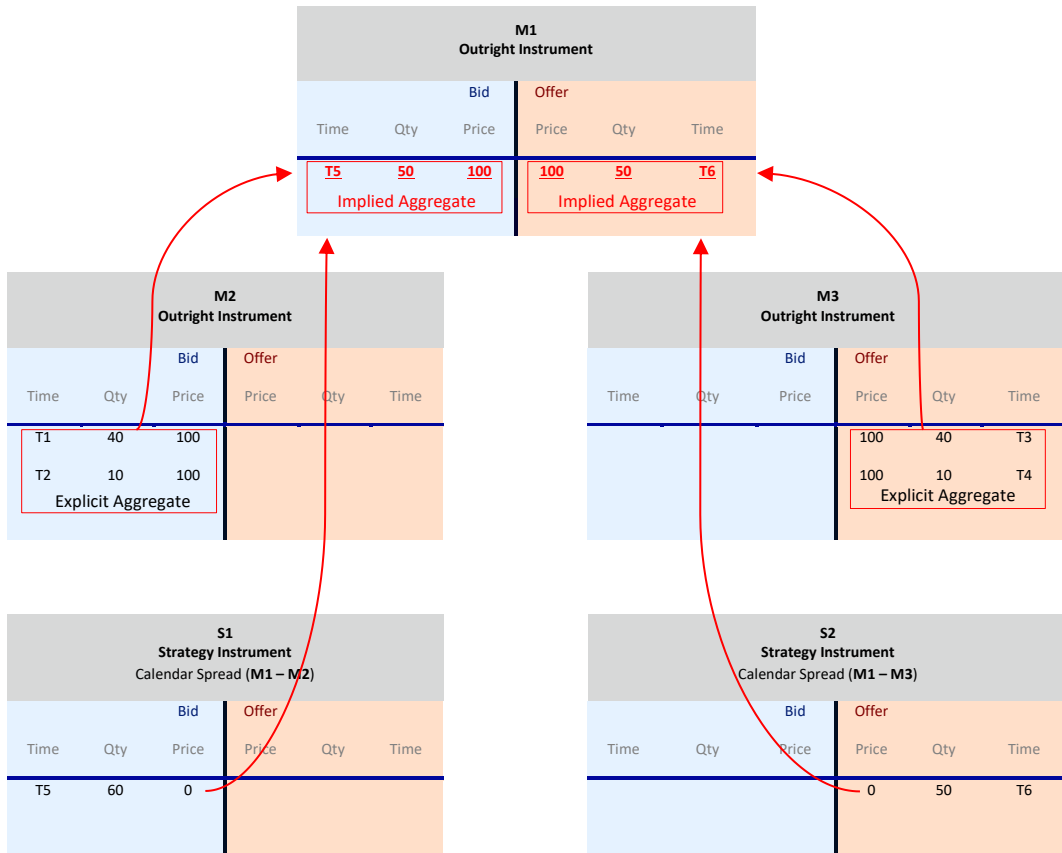 M1
Outright Instrument
Bid Offer
Time Qty Price Price Qty Time
T5 50 100 100 50 T6
Implied Aggregate Implied Aggregate
M2
Outright Instrument
Bid Offer
Time Qty Price Price Qty Time
T1 40 100
T2 10 100
Explicit Aggregate
M3
Outright Instrument
Bid Offer
Time Qty Price Price Qty Time
100 40 T3
100 10 T4
Explicit Aggregate
S1
Strategy Instrument
Calendar Spread (M1 – M2)
Bid Offer
Time Qty Price Price Qty Time
T5 60 0
S2
Strategy Instrument
Calendar Spread (M1 – M3)
Bid Offer
Time Qty Price Price Qty Time
0 50 T6